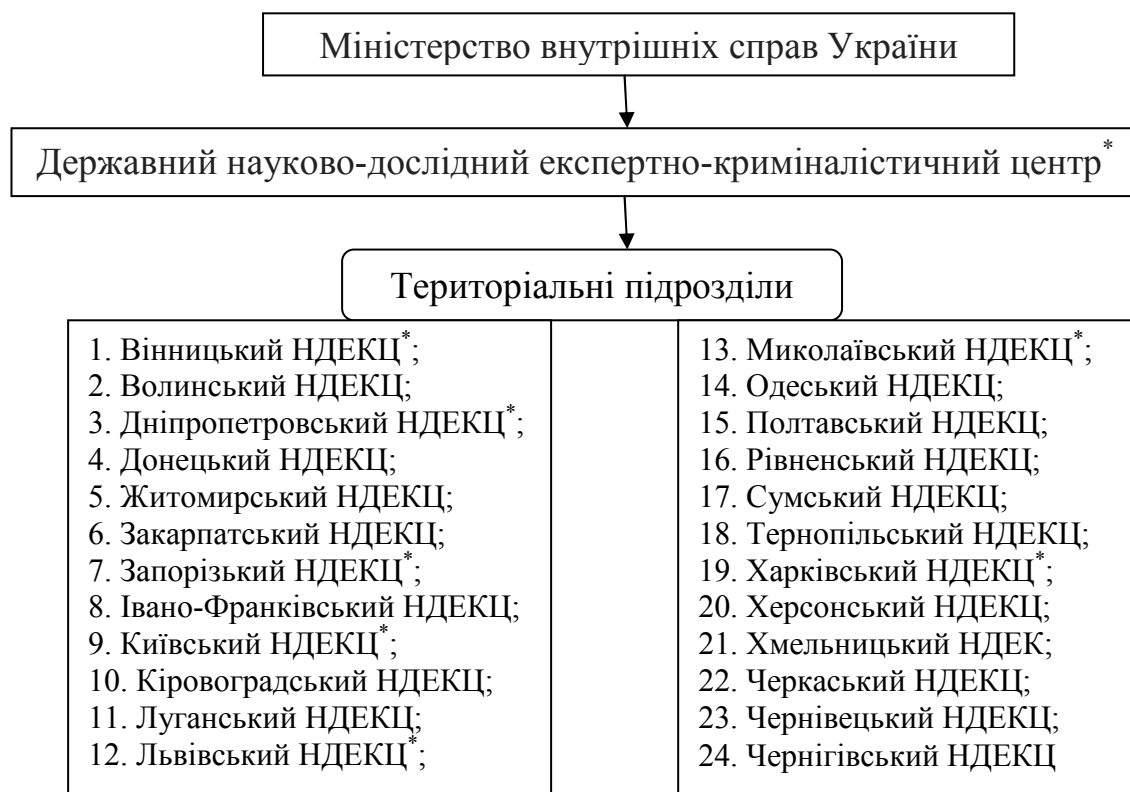 Міністерство внутрішніх справ України
Державний науково-дослідний експертно-криміналістичний центр*
Територіальні підрозділи
1. Вінницький НДЕКЦ*;
2. Волинський НДЕКЦ;
3. Дніпропетровський НДЕКЦ*;
4. Донецький НДЕКЦ;
5. Житомирський НДЕКЦ;
6. Закарпатський НДЕКЦ;
7. Запорізький НДЕКЦ*;
8. Івано-Франківський НДЕКЦ;
9. Київський НДЕКЦ*;
10. Кіровоградський НДЕКЦ;
11. Луганський НДЕКЦ;
12. Львівський НДЕКЦ*;
13. Миколаївський НДЕКЦ*;
14. Одеський НДЕКЦ;
15. Полтавський НДЕКЦ;
16. Рівненський НДЕКЦ;
17. Сумський НДЕКЦ;
18. Тернопільський НДЕКЦ;
19. Харківський НДЕКЦ*;
20. Херсонський НДЕКЦ;
21. Хмельницький НДЕК;
22. Черкаський НДЕКЦ;
23. Чернівецький НДЕКЦ;
24. Чернігівський НДЕКЦ